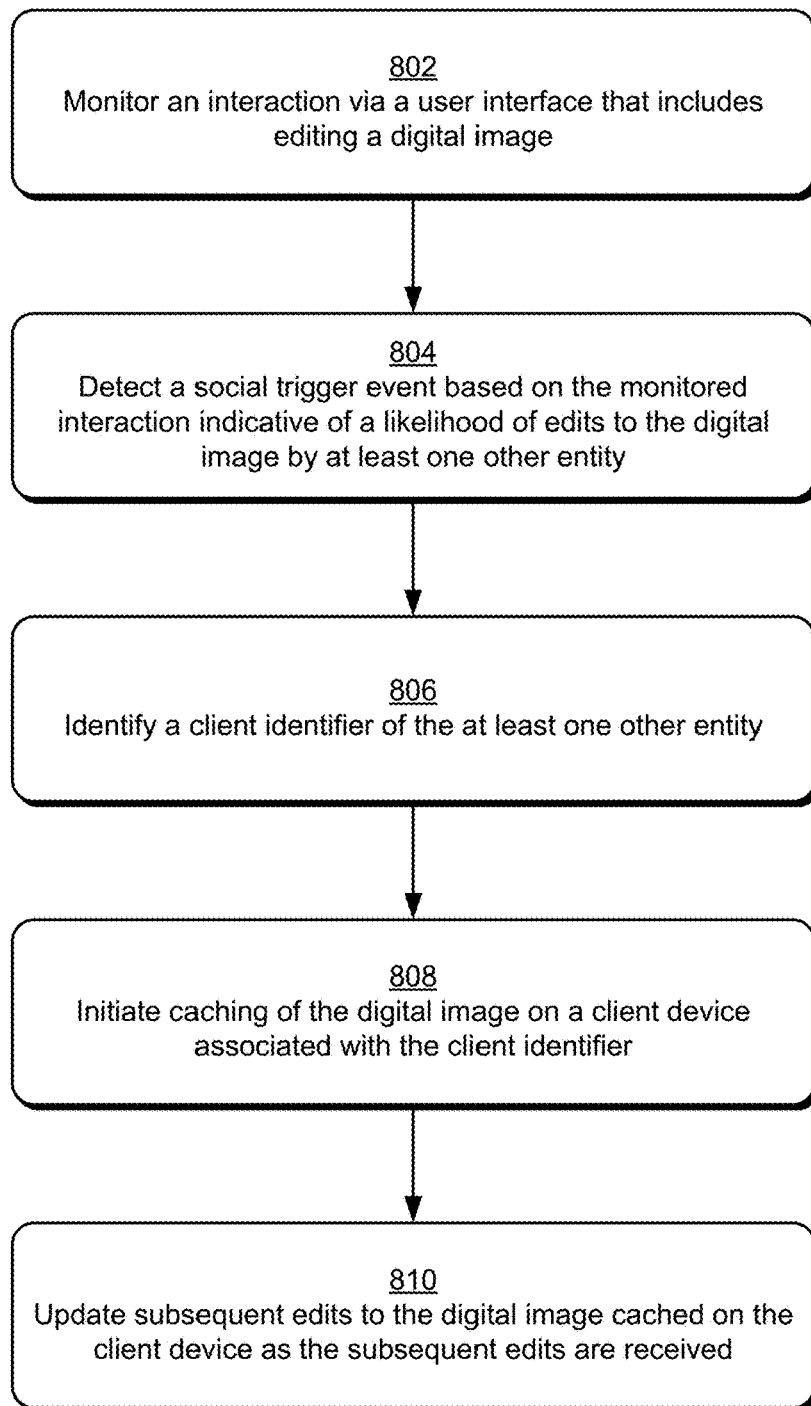 802
Monitor an interaction via a user interface that includes
editing a digital image
804
Detect a social trigger event based on the monitored
interaction indicative of a likelihood of edits to the digital
image by at least one other entity
806
Identify a client identifier of the at least one other entity
808
Initiate caching of the digital image on a client device
associated with the client identifier
810
Update subsequent edits to the digital image cached on the
client device as the subsequent edits are received